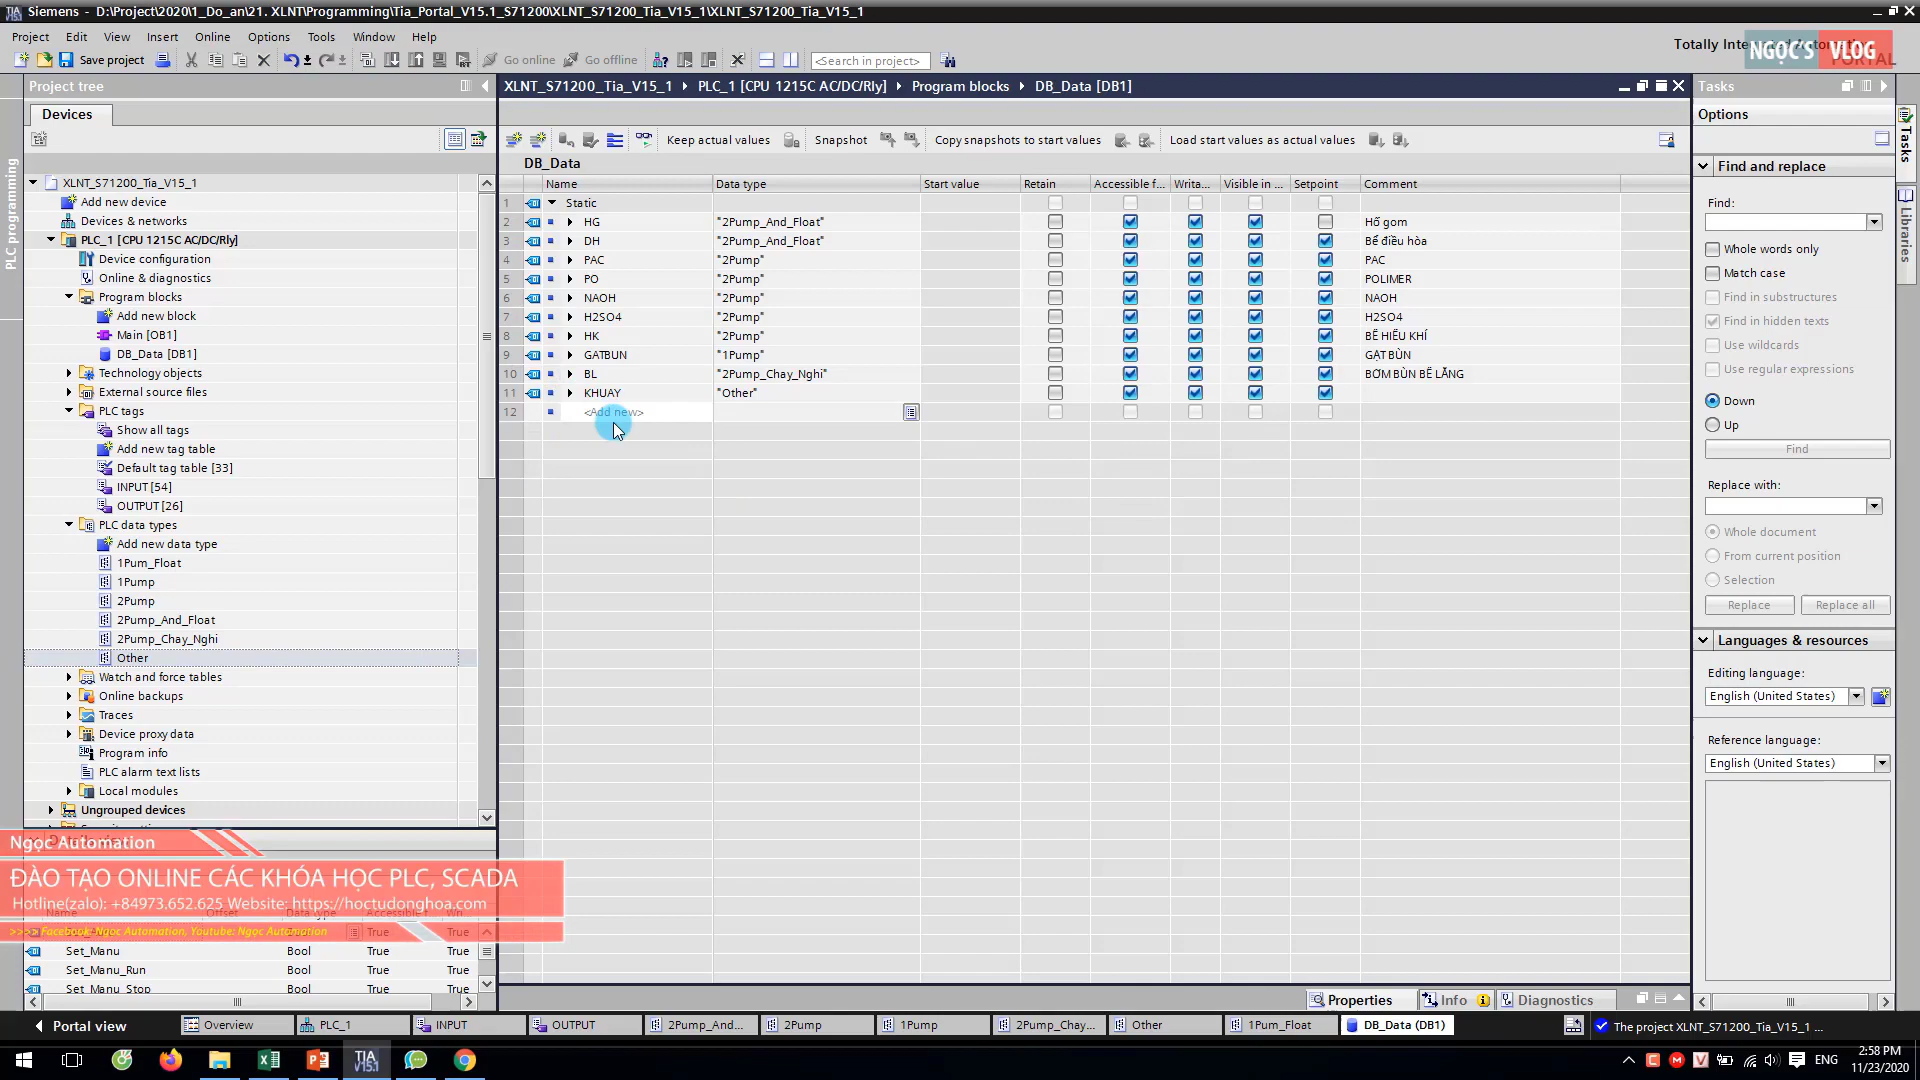 Siemens - D:\Project\2020\1_Do_an\21. XLNT\Programming\Tia_Portal_V15.1_S71200\XLNT_S71200_Tia_V15_1\XLNT_S71200_Tia_V15_1
Project Edit View Insert Online Options Tools Window Help
NGỌC'S VLOG
Save project Go online Go offline <Search in project>
Project tree
XLNT_S71200_Tia_V15_1 PLC_1 [CPU 1215C AC/DC/Rly] Program blocks DB_Data [DB1]
Tasks
Devices
Options
Keep actual values Snapshot Copy snapshots to start values Load start values as actual values
DB_Data
Name Data type Start value Retain Accessible f... Writa... Visible in ... Setpoint Comment
1 Static
2 HG "2Pump_And_Float" Hố gom
3 DH "2Pump_And_Float" Bể điều hòa
4 PAC "2Pump" PAC
5 PO "2Pump" POLIMER
6 NAOH "2Pump" NAOH
7 H2SO4 "2Pump" H2SO4
8 HK "2Pump" BỂ HIẾU KHÍ
9 GATBUN "1Pump" GẠT BÙN
10 BL "2Pump_Chay_Nghi" BƠM BÙN BỂ LẮNG
11 KHUAY "Other"
12 <Add new>
PLC programming
XLNT_S71200_Tia_V15_1
Add new device
Devices & networks
PLC_1 [CPU 1215C AC/DC/Rly]
Device configuration
Online & diagnostics
Program blocks
Add new block
Main [OB1]
DB_Data [DB1]
Technology objects
External source files
PLC tags
Show all tags
Add new tag table
Default tag table [33]
INPUT [54]
OUTPUT [26]
PLC data types
Add new data type
1Pum_Float
1Pump
2Pump
2Pump_And_Float
2Pump_Chay_Nghi
Other
Watch and force tables
Online backups
Traces
Device proxy data
Program info
PLC alarm text lists
Local modules
Ungrouped devices
Ngọc Automation
ĐÀO TẠO ONLINE CÁC KHÓA HỌC PLC, SCADA
Hotline(zalo): +84973.652.625 Website: https://hoctudonghoa.com
Name Offset Data type
>>>> Facebook: Ngọc Automation, Youtube: Ngọc Automation
True True
Set_Manu Bool True True
Set_Manu_Run Bool True True
Set_Manu_Stop Bool True True
Find and replace
Find:
Whole words only
Match case
Find in substructures
Find in hidden texts
Use wildcards
Use regular expressions
Down
Up
Find
Replace with:
Whole document
From current position
Selection
Replace Replace all
Languages & resources
Editing language:
English (United States)
Reference language:
English (United States)
Tasks
Libraries
Properties Info Diagnostics
Portal view Overview PLC_1 INPUT OUTPUT 2Pump_And... 2Pump 1Pump 2Pump_Chay... Other 1Pum_Float DB_Data (DB1) The project XLNT_S71200_Tia_V15_1 ...
TIA V15.1
ENG
2:58 PM
11/23/2020